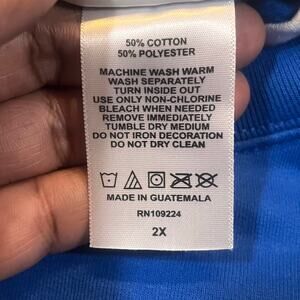 50% COTTON
50% POLYESTER
MACHINE WASH WARM
WASH SEPARATELY
TURN INSIDE OUT
USE ONLY NON-CHLORINE
BLEACH WHEN NEEDED
REMOVE IMMEDIATELY
TUMBLE DRY MEDIUM
DO NOT IRON DECORATION
DO NOT DRY CLEAN
MADE IN GUATEMALA
RN109224
2X